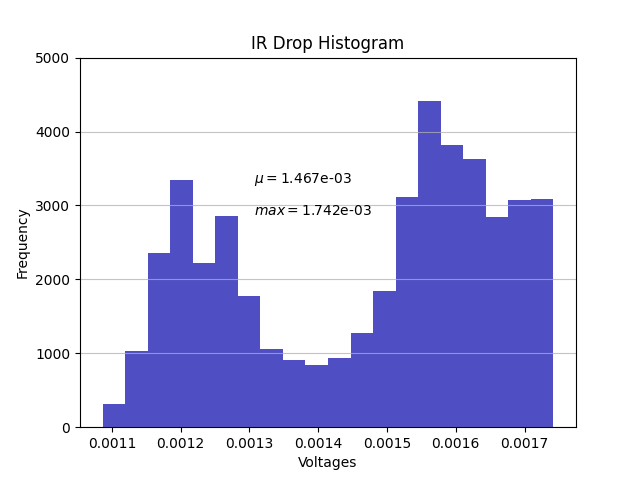 IR Drop Histogram
5000
4000
3000
2000
1000
0
Frequency
μ = 1.467e-03
max = 1.742e-03
0.0011 0.0012 0.0013 0.0014 0.0015 0.0016 0.0017
Voltages